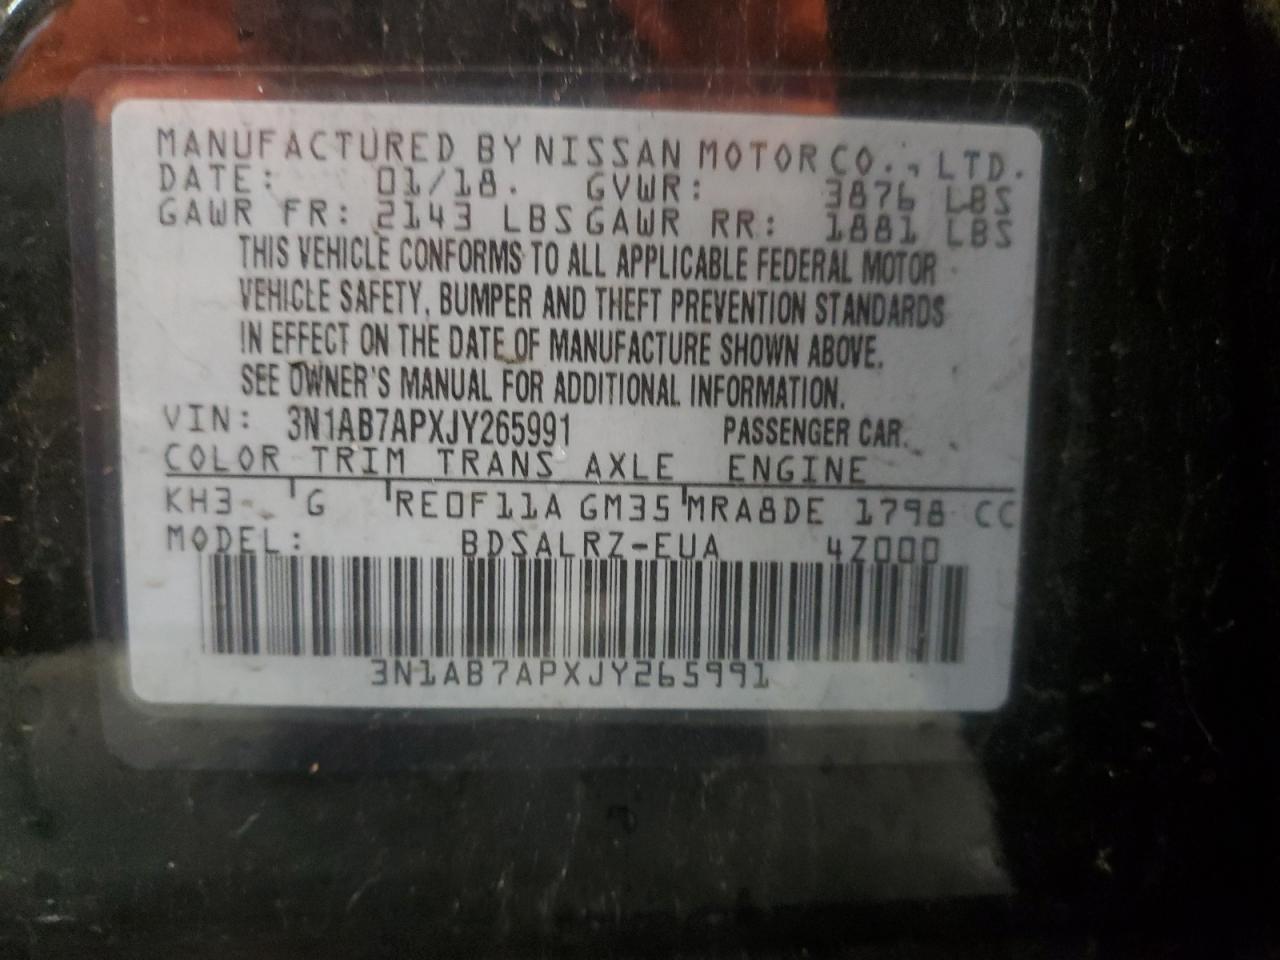 MANUFACTURED BY NISSAN MOTOR CO., LTD.
DATE: 01/18. GVWR: 3876 LBS
GAWR FR: 2143 LBS GAWR RR: 1881 LBS
THIS VEHICLE CONFORMS TO ALL APPLICABLE FEDERAL MOTOR
VEHICLE SAFETY, BUMPER AND THEFT PREVENTION STANDARDS
IN EFFECT ON THE DATE OF MANUFACTURE SHOWN ABOVE.
SEE OWNER'S MANUAL FOR ADDITIONAL INFORMATION.
VIN: 3N1AB7APXJY265991 PASSENGER CAR
COLOR TRIM TRANS AXLE ENGINE
KH3 G RE0F11A GM35 MRA8DE 1798 CC
MODEL: BDSALRZ-EUA 4Z000
3N1AB7APXJY265991